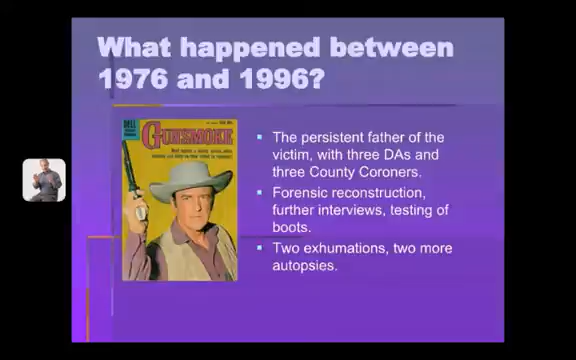 What happened between
1976 and 1996?
DELL
GUNSMOKE
The persistent father of the
victim, with three DAs and
three County Coroners.
Forensic reconstruction,
further interviews, testing of
boots.
Two exhumations, two more
autopsies.